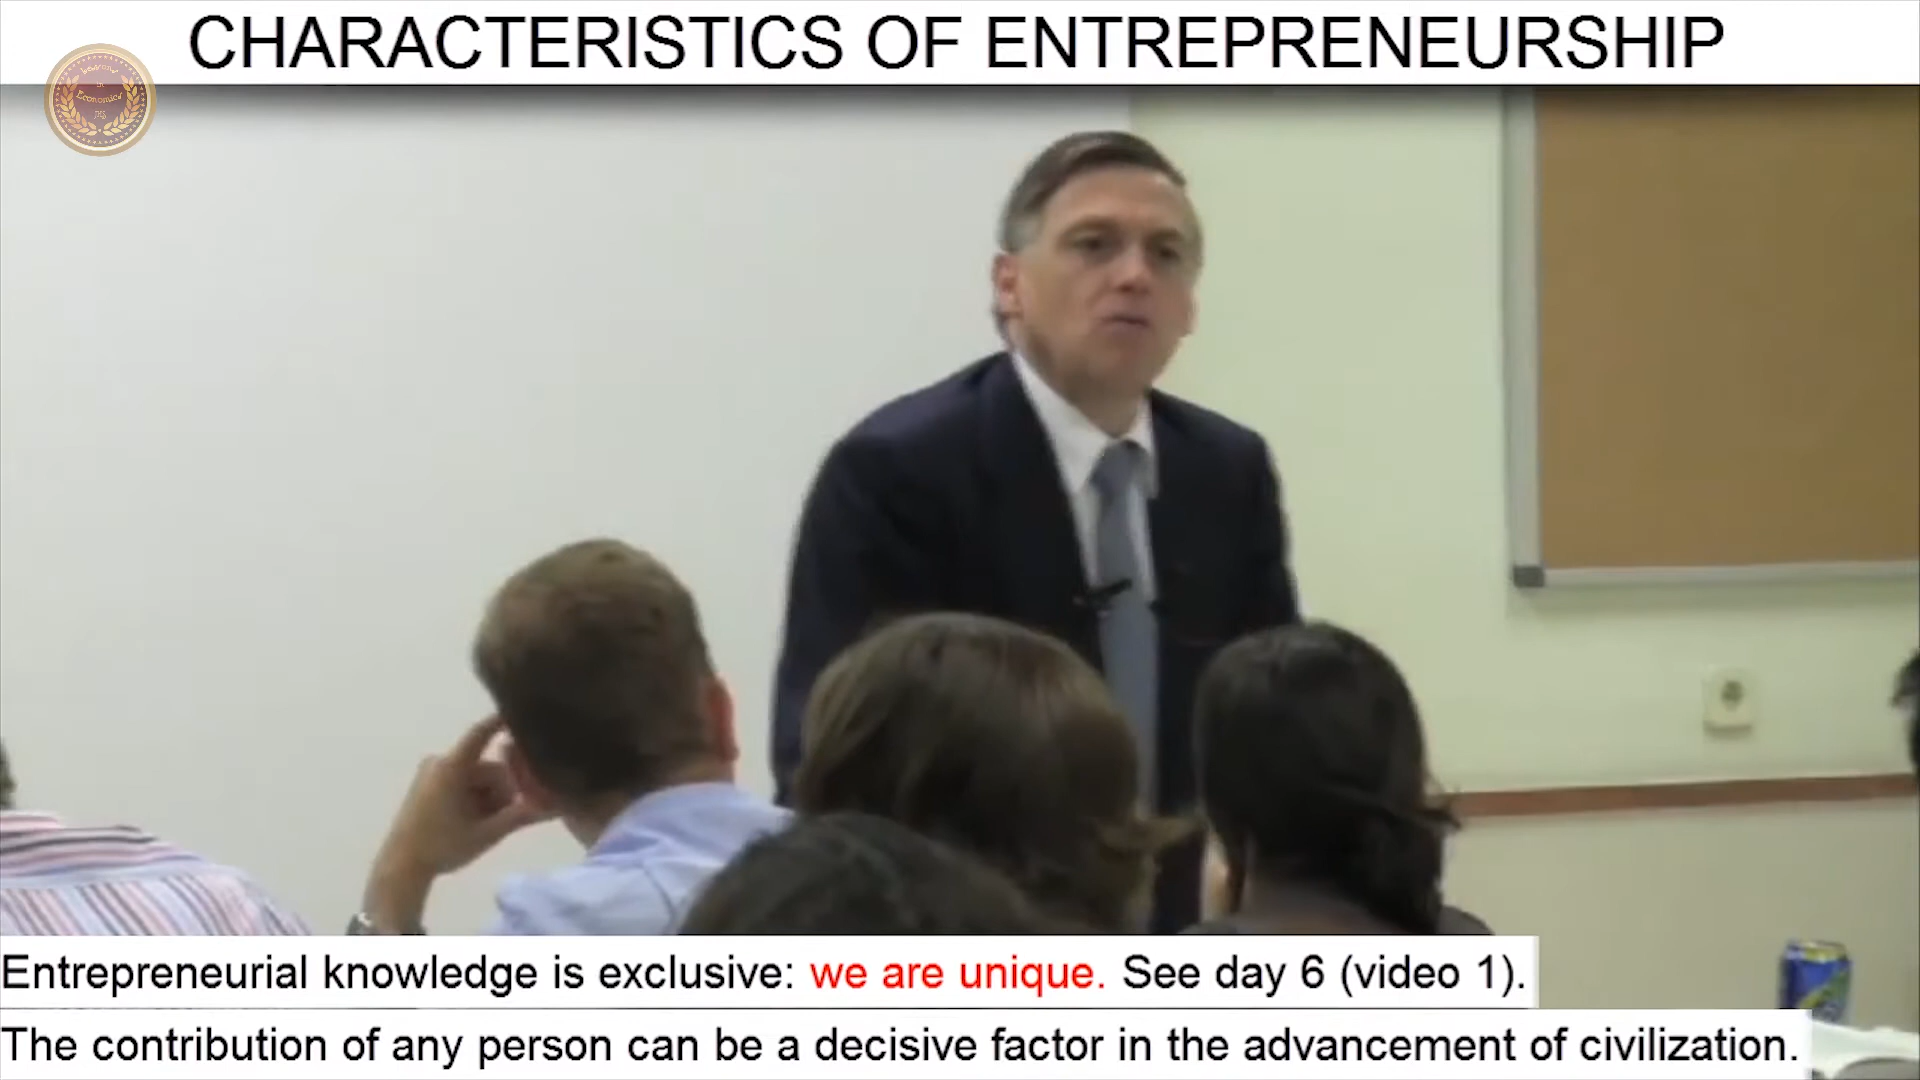 CHARACTERISTICS OF ENTREPRENEURSHIP
Economics
Entrepreneurial knowledge is exclusive: we are unique. See day 6 (video 1).
The contribution of any person can be a decisive factor in the advancement of civilization.